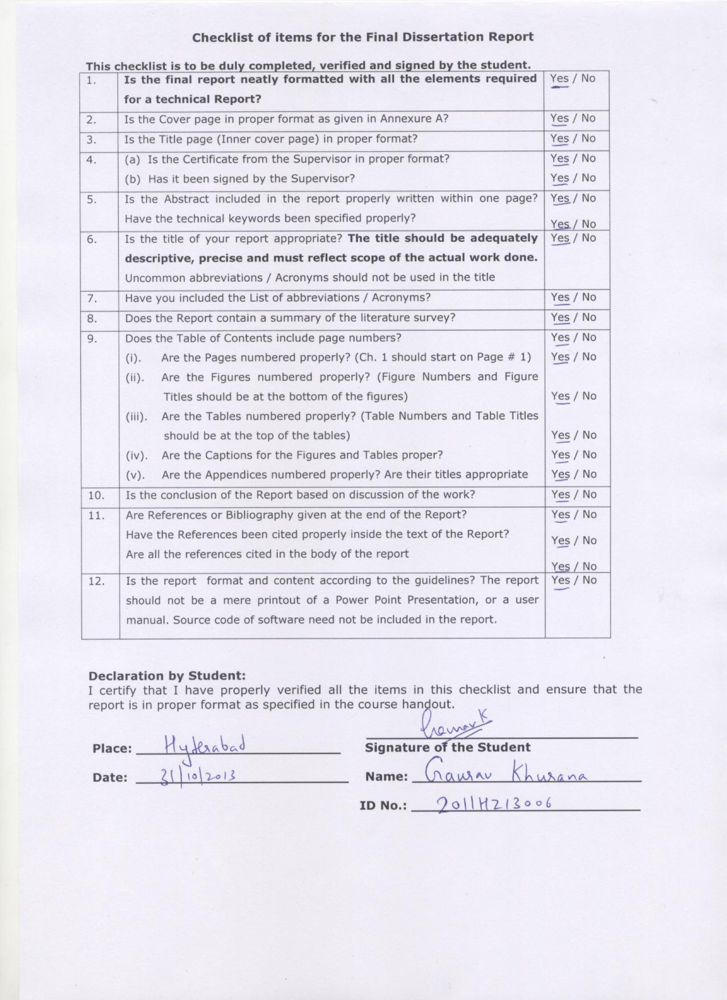 Checklist of items for the Final Dissertation Report
This checklist is to be duly completed, verified and signed by the student.
1. Is the final report neatly formatted with all the elements required Yes / No
for a technical Report?
2. Is the Cover page in proper format as given in Annexure A? Yes / No
3. Is the Title page (Inner cover page) in proper format? Yes / No
4. (a) Is the Certificate from the Supervisor in proper format? Yes / No
(b) Has it been signed by the Supervisor? Yes / No
5. Is the Abstract included in the report properly written within one page? Yes / No
Have the technical keywords been specified properly? Yes / No
6. Is the title of your report appropriate? The title should be adequately Yes / No
descriptive, precise and must reflect scope of the actual work done.
Uncommon abbreviations / Acronyms should not be used in the title
7. Have you included the List of abbreviations / Acronyms? Yes / No
8. Does the Report contain a summary of the literature survey? Yes / No
9. Does the Table of Contents include page numbers? Yes / No
(i). Are the Pages numbered properly? (Ch. 1 should start on Page # 1) Yes / No
(ii). Are the Figures numbered properly? (Figure Numbers and Figure
Titles should be at the bottom of the figures) Yes / No
(iii). Are the Tables numbered properly? (Table Numbers and Table Titles
should be at the top of the tables) Yes / No
(iv). Are the Captions for the Figures and Tables proper? Yes / No
(v). Are the Appendices numbered properly? Are their titles appropriate Yes / No
10. Is the conclusion of the Report based on discussion of the work? Yes / No
11. Are References or Bibliography given at the end of the Report? Yes / No
Have the References been cited properly inside the text of the Report? Yes / No
Are all the references cited in the body of the report
Yes / No
12. Is the report format and content according to the guidelines? The report Yes / No
should not be a mere printout of a Power Point Presentation, or a user
manual. Source code of software need not be included in the report.
Declaration by Student:
I certify that I have properly verified all the items in this checklist and ensure that the
report is in proper format as specified in the course handout.
Place: Hyderabad
Signature of the Student
Date: 31/10/2013
Name: Gaurav Khurana
ID No.: 2011HZ13006